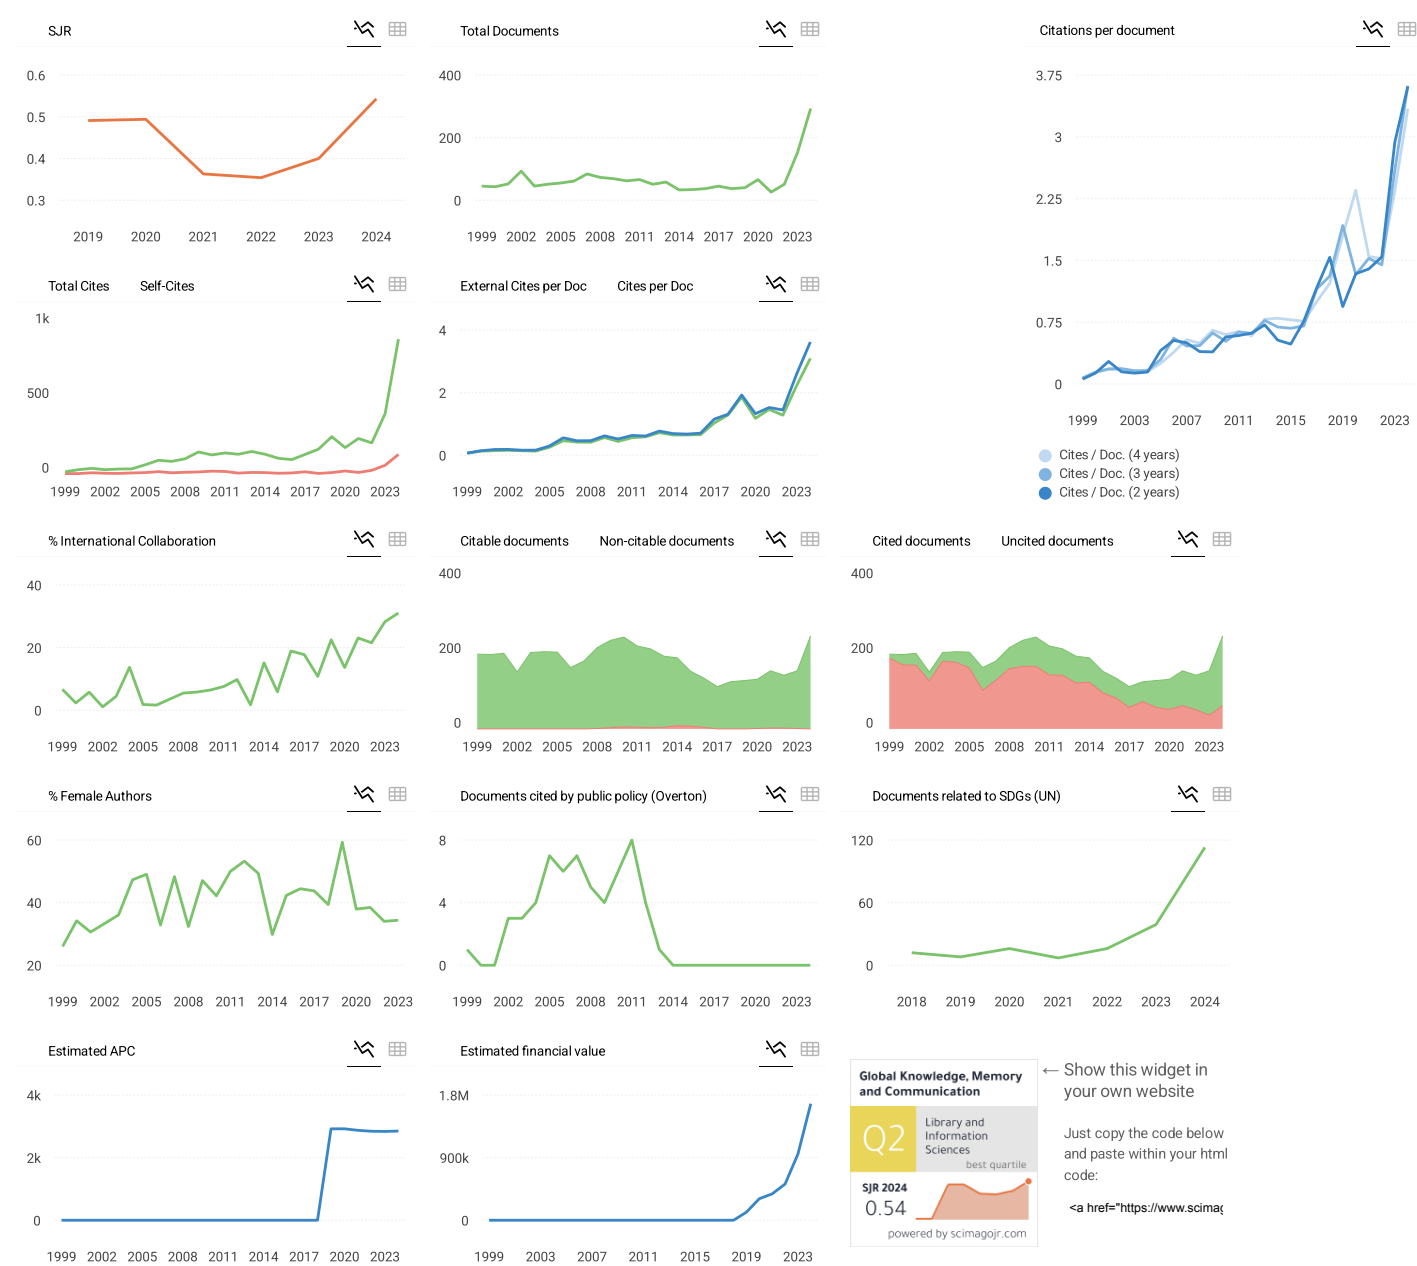 SJR
0.6
0.5
0.4
0.3
2019 2020 2021 2022 2023 2024
Total Documents
400
200
0
1999 2002 2005 2008 2011 2014 2017 2020 2023
Citations per document
3.75
3
2.25
1.5
0.75
0
1999 2003 2007 2011 2015 2019 2023
Cites / Doc. (4 years)
Cites / Doc. (3 years)
Cites / Doc. (2 years)
Total Cites Self-Cites
1k
500
0
1999 2002 2005 2008 2011 2014 2017 2020 2023
External Cites per Doc Cites per Doc
4
2
0
1999 2002 2005 2008 2011 2014 2017 2020 2023
% International Collaboration
40
20
0
1999 2002 2005 2008 2011 2014 2017 2020 2023
Citable documents Non-citable documents
400
200
0
1999 2002 2005 2008 2011 2014 2017 2020 2023
Cited documents Uncited documents
400
200
0
1999 2002 2005 2008 2011 2014 2017 2020 2023
% Female Authors
60
40
20
1999 2002 2005 2008 2011 2014 2017 2020 2023
Documents cited by public policy (Overton)
8
4
0
1999 2002 2005 2008 2011 2014 2017 2020 2023
Documents related to SDGs (UN)
120
60
0
2018 2019 2020 2021 2022 2023 2024
Estimated APC
4k
2k
0
1999 2002 2005 2008 2011 2014 2017 2020 2023
Estimated financial value
1.8M
900k
0
1999 2003 2007 2011 2015 2019 2023
Global Knowledge, Memory
and Communication
Q2
Library and
Information
Sciences
best quartile
SJR 2024
0.54
powered by scimagojr.com
← Show this widget in
your own website
Just copy the code below
and paste within your html
code:
<a href="https://www.scimag